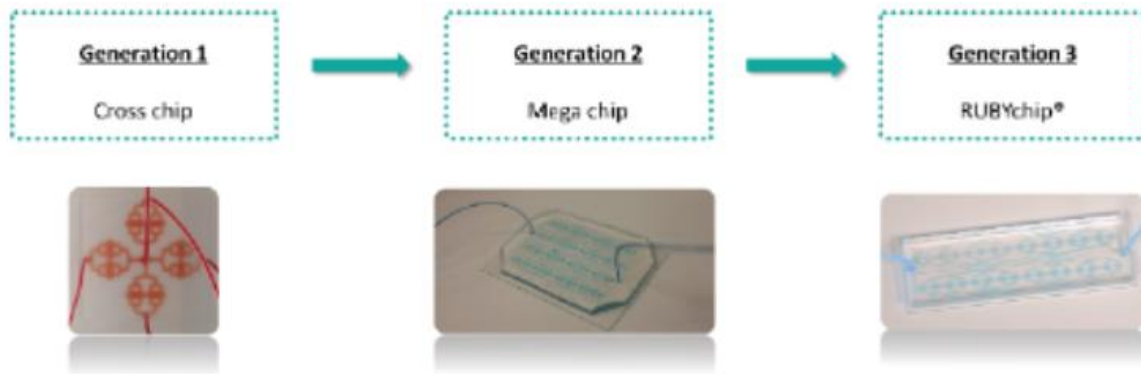 Generation 1
Cross chip
Generation 2
Mega chip
Generation 3
RUBYchip®